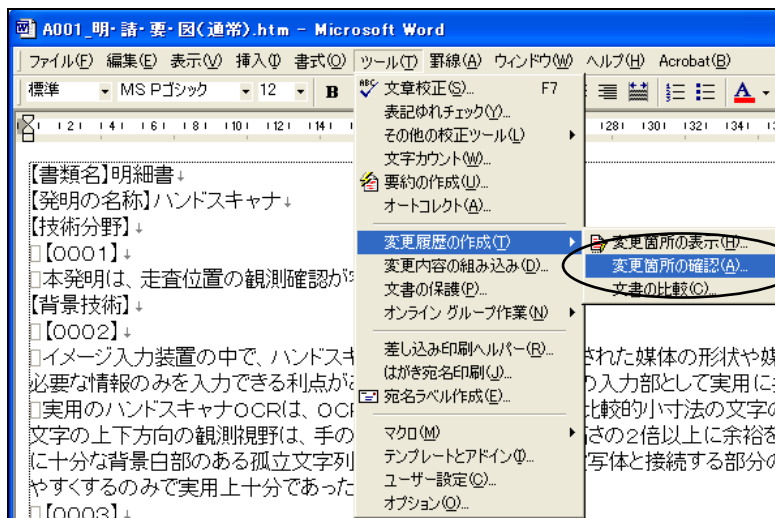 A001_明・請・要・図(通常).htm - Microsoft Word
ファイル(F) 編集(E) 表示(V) 挿入(I) 書式(O) ツール(T) 罫線(A) ウィンドウ(W) ヘルプ(H) Acrobat(B)
標準 MS Pゴシック 12 B A
文章校正(S)... F7
表記ゆれチェック(Y)...
その他の校正ツール(L)
文字カウント(W)...
要約の作成(U)...
オートコレクト(A)...
変更履歴の作成(T)
変更内容の組み込み(D)...
文書の保護(P)...
オンライン グループ作業(N)
差し込み印刷ヘルパー(R)...
はがき宛名印刷(J)...
宛名ラベル作成(E)...
マクロ(M)
テンプレートとアドイン(I)...
ユーザー設定(C)...
オプション(O)...
変更箇所の表示(H)...
変更箇所の確認(A)...
文書の比較(C)...
【書類名】明細書↓
【発明の名称】ハンドスキャナ↓
【技術分野】↓
□【0001】↓
□本発明は、走査位置の観測確認が
【背景技術】↓
□【0002】↓
□イメージ入力装置の中で、ハンドスキ された媒体の形状や媒
必要な情報のみを入力できる利点が の入力部として実用に
□実用のハンドスキャナOCRは、OC 比較的小寸法の文字の
文字の上下方向の観測視野は、手の さの2倍以上に余裕を
に十分な背景白部のある孤立文字列 写体と接続する部分の
やすくするのみで実用上十分であった
□【0003】↓